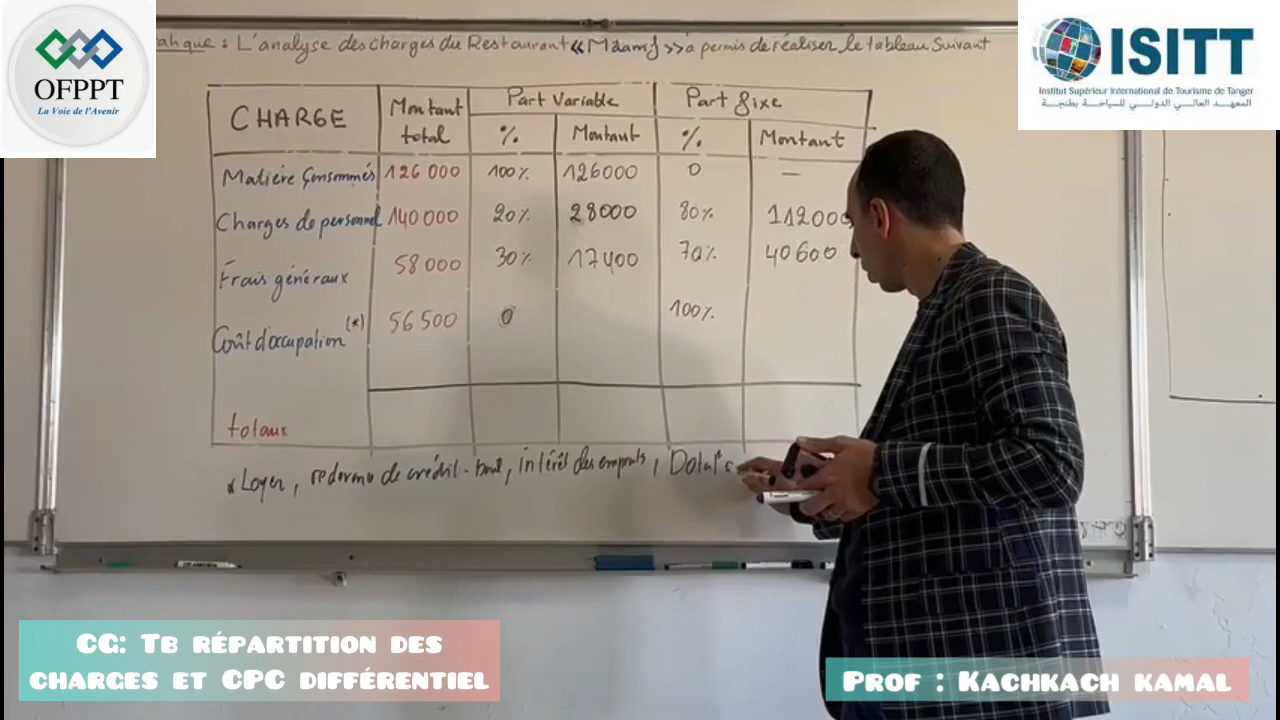 OFPPT
La Voie de l'Avenir
ISITT
Institut Supérieur International de Tourisme de Tanger
المعهد العالي الدولي للسياحة بطنجة
: L'analyse des charges du Restaurant « » à permis de réaliser le tableau suivant
CHARGE Montant total Part Variable Part fixe
% Montant % Montant
Matière Consommés 126 000 100% 126000 0 —
Charges de personnel 140 000 20% 28000 80% 112000
Frais généraux 58 000 30% 17400 70% 40600
Coût d'occupation (*) 56 500 0 100%
totaux
* Loyer, redevance de crédit-bail, intérêt des emprunts,
CG: Tb répartition des
charges et CPC différentiel
Prof : Kachkach kamal